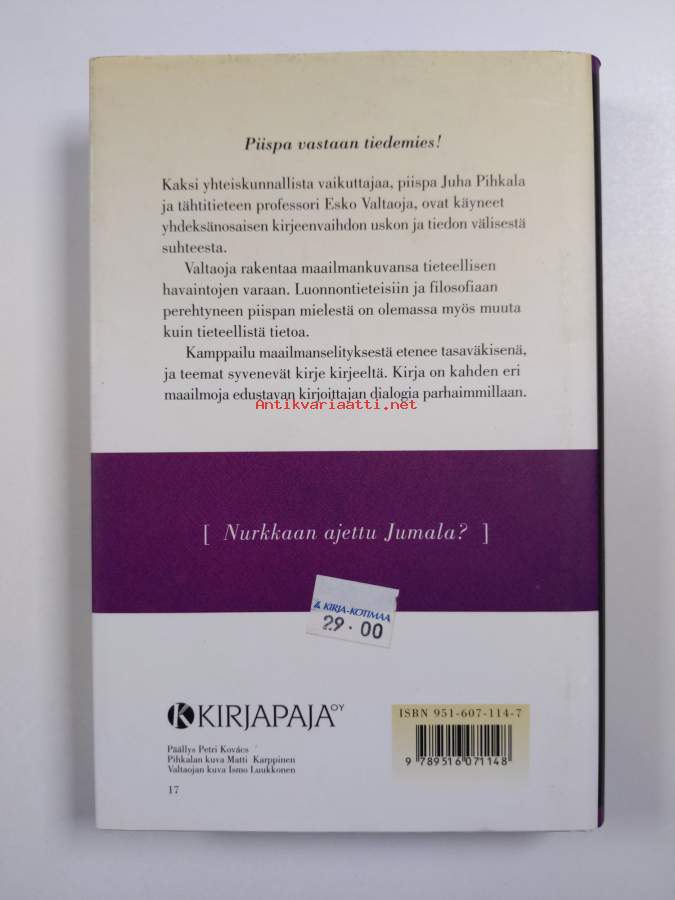 Piispa vastaan tiedemies!
Kaksi yhteiskunnallista vaikuttajaa, piispa Juha Pihkala
ja tähtitieteen professori Esko Valtaoja, ovat käyneet
yhdeksänosaisen kirjeenvaihdon uskon ja tiedon välisestä
suhteesta.
Valtaoja rakentaa maailmankuvansa tieteellisen
havaintojen varaan. Luonnontieteisiin ja filosofiaan
perehtyneen piispan mielestä on olemassa myös muuta
kuin tieteellistä tietoa.
Kamppailu maailmanselityksestä etenee tasaväkisenä,
ja teemat syvenevät kirje kirjeeltä. Kirja on kahden eri
maailmoja edustavan kirjoittajan dialogia parhaimmillaan.
Antikvariaatti.net
[ Nurkkaan ajettu Jumala? ]
KIRJA-KOTIMAA
29.00
KIRJAPAJA OY
ISBN 951-607-114-7
9 789516 071148
Päällys Petri Kovács
Pihkalan kuva Matti Karppinen
Valtaojan kuva Ismo Luukkonen
17